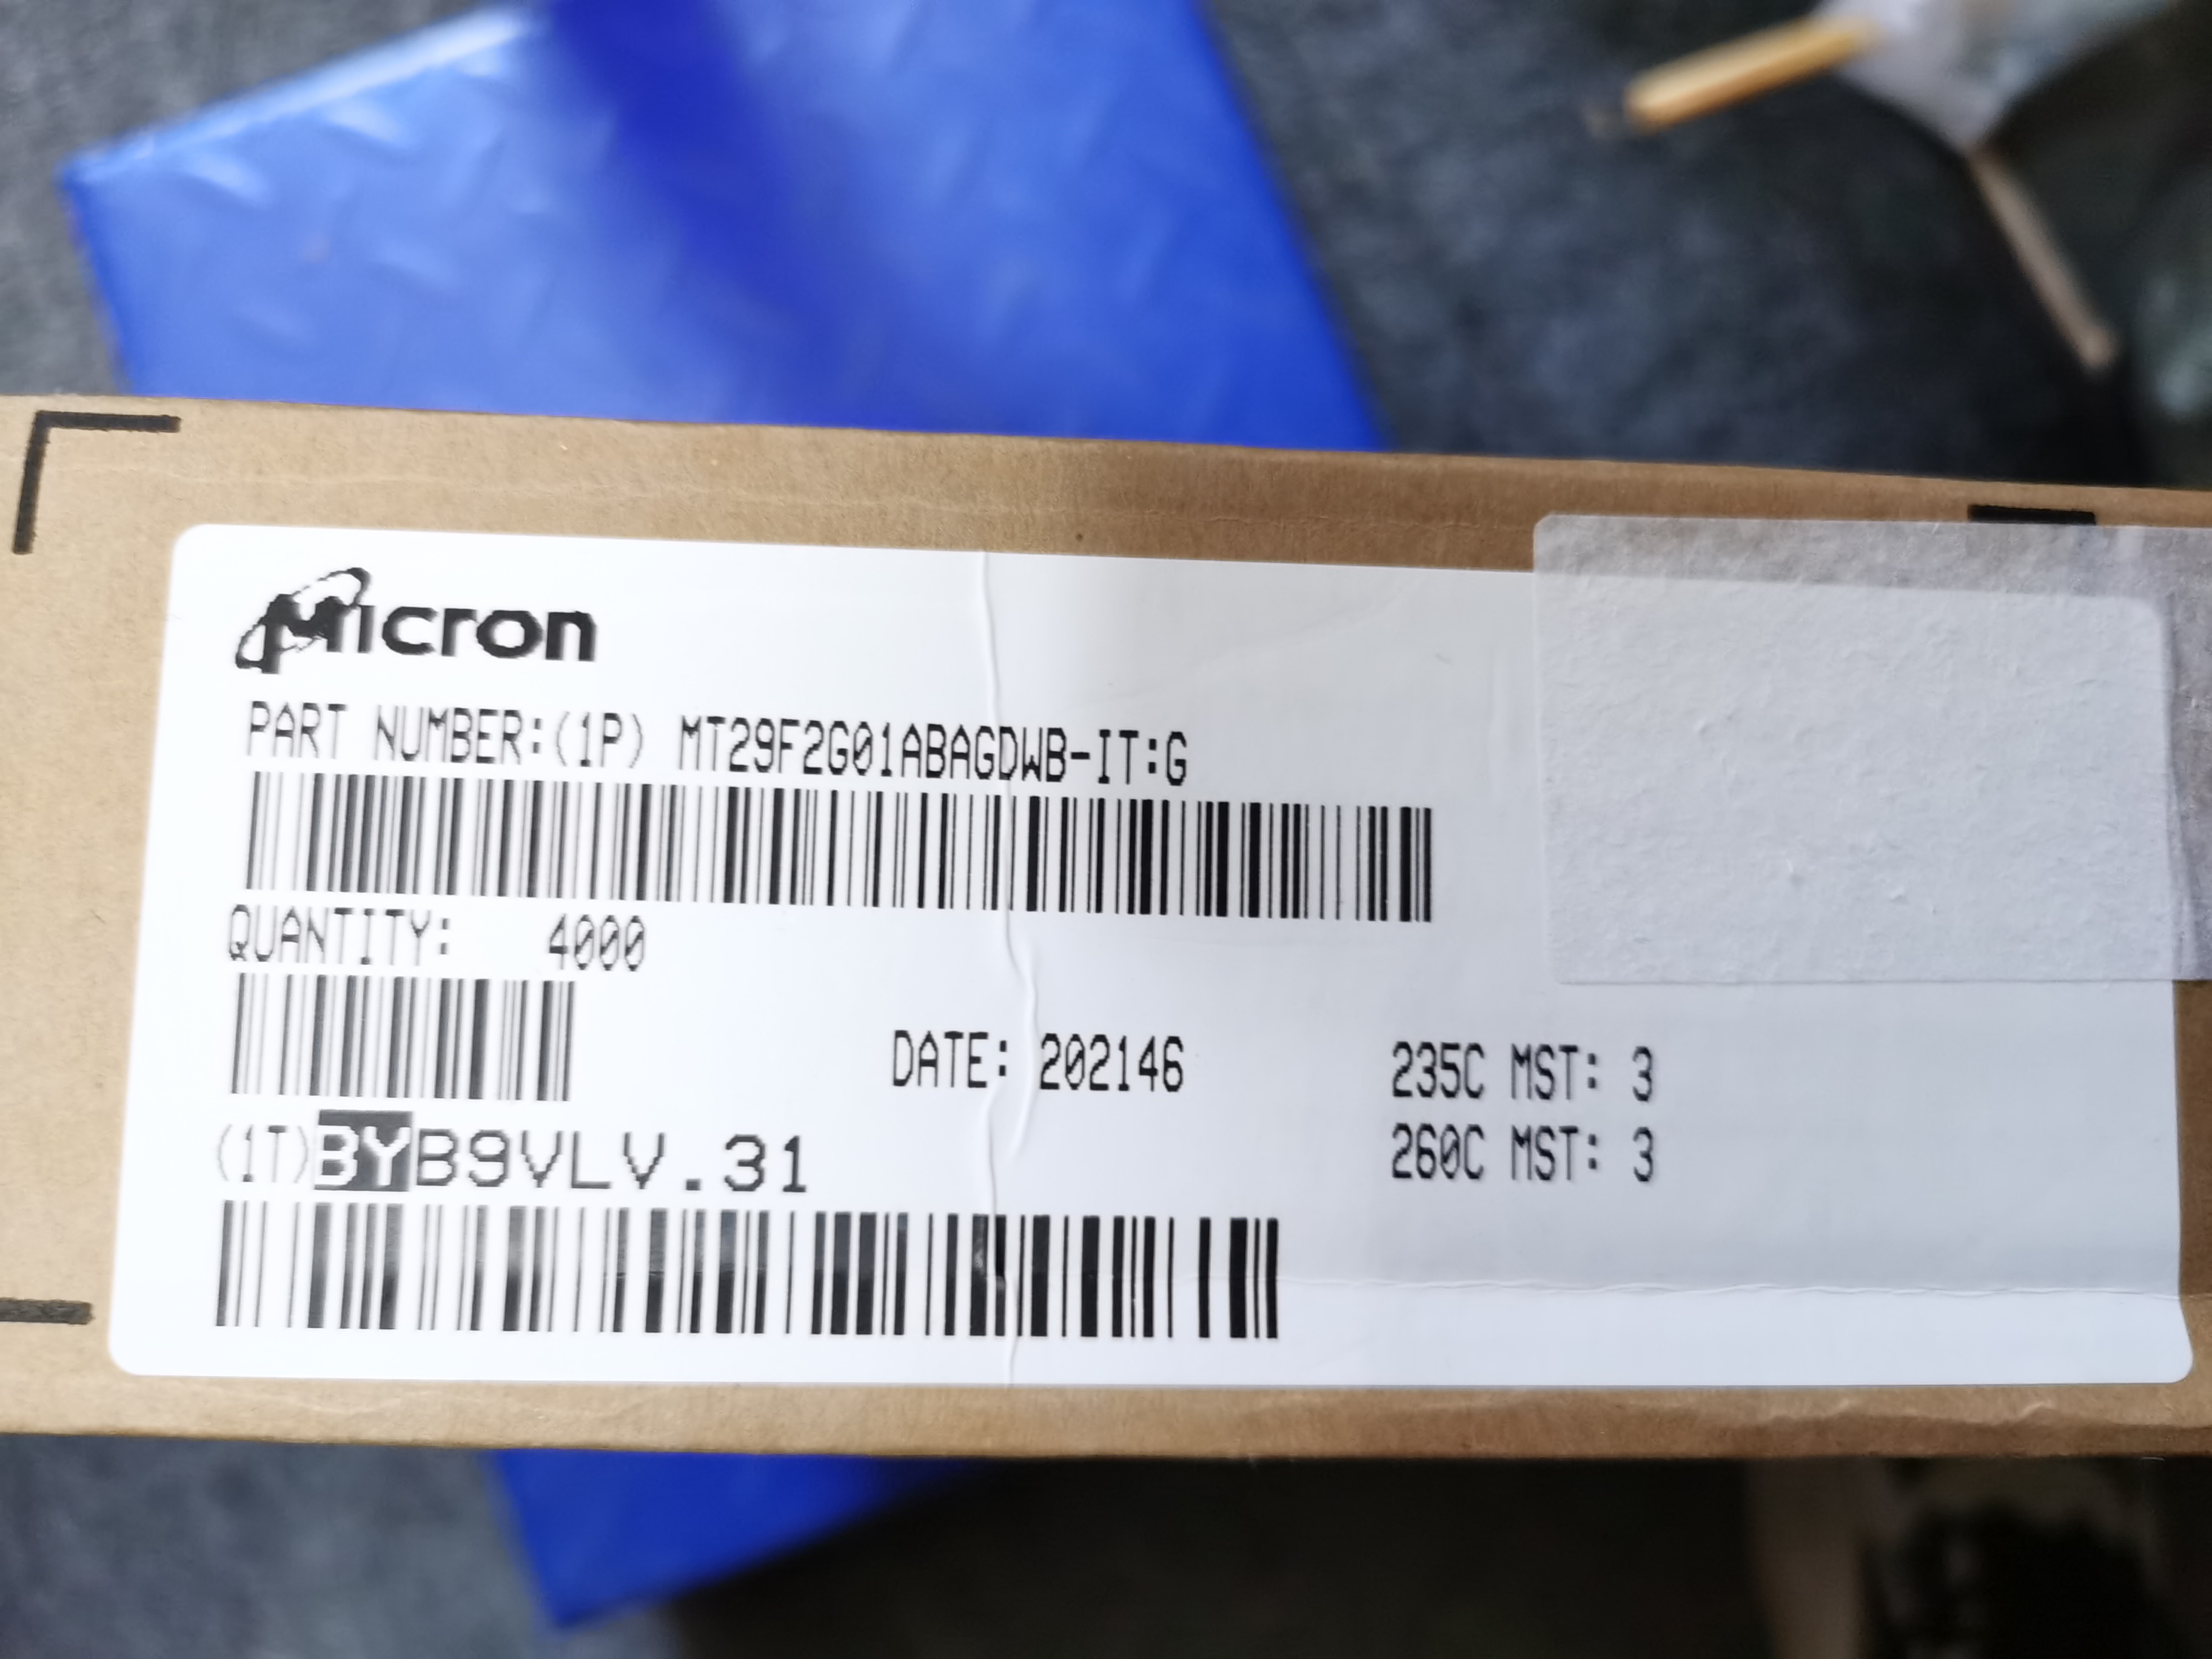 Micron
PART NUMBER:(1P) MT29F2G01ABAGDWB-IT:G
QUANTITY: 4000
DATE: 202146
235C MST: 3
260C MST: 3
(1T)BYB9VLV.31